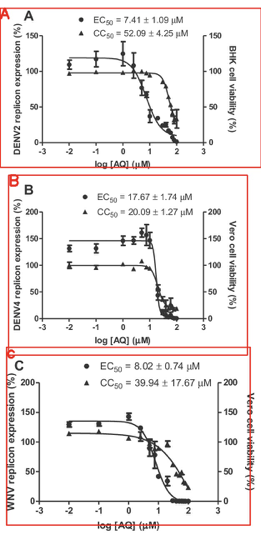 A
A
EC50 = 7.41 ± 1.09 μM
CC50 = 52.09 ± 4.25 μM
DENV2 replicon expression (%)
150
100
50
0
150
100
50
0
BHK cell viability (%)
-3 -2 -1 0 1 2 3
log [AQ] (μM)
B
B
EC50 = 17.67 ± 1.74 μM
CC50 = 20.09 ± 1.27 μM
DENV4 replicon expression (%)
200
150
100
50
0
200
150
100
50
0
Vero cell viability (%)
-3 -2 -1 0 1 2 3
log [AQ] (μM)
C
C
EC50 = 8.02 ± 0.74 μM
CC50 = 39.94 ± 17.67 μM
WNV replicon expression (%)
200
150
100
50
0
200
150
100
50
0
Vero cell viability (%)
-3 -2 -1 0 1 2 3
log [AQ] (μM)